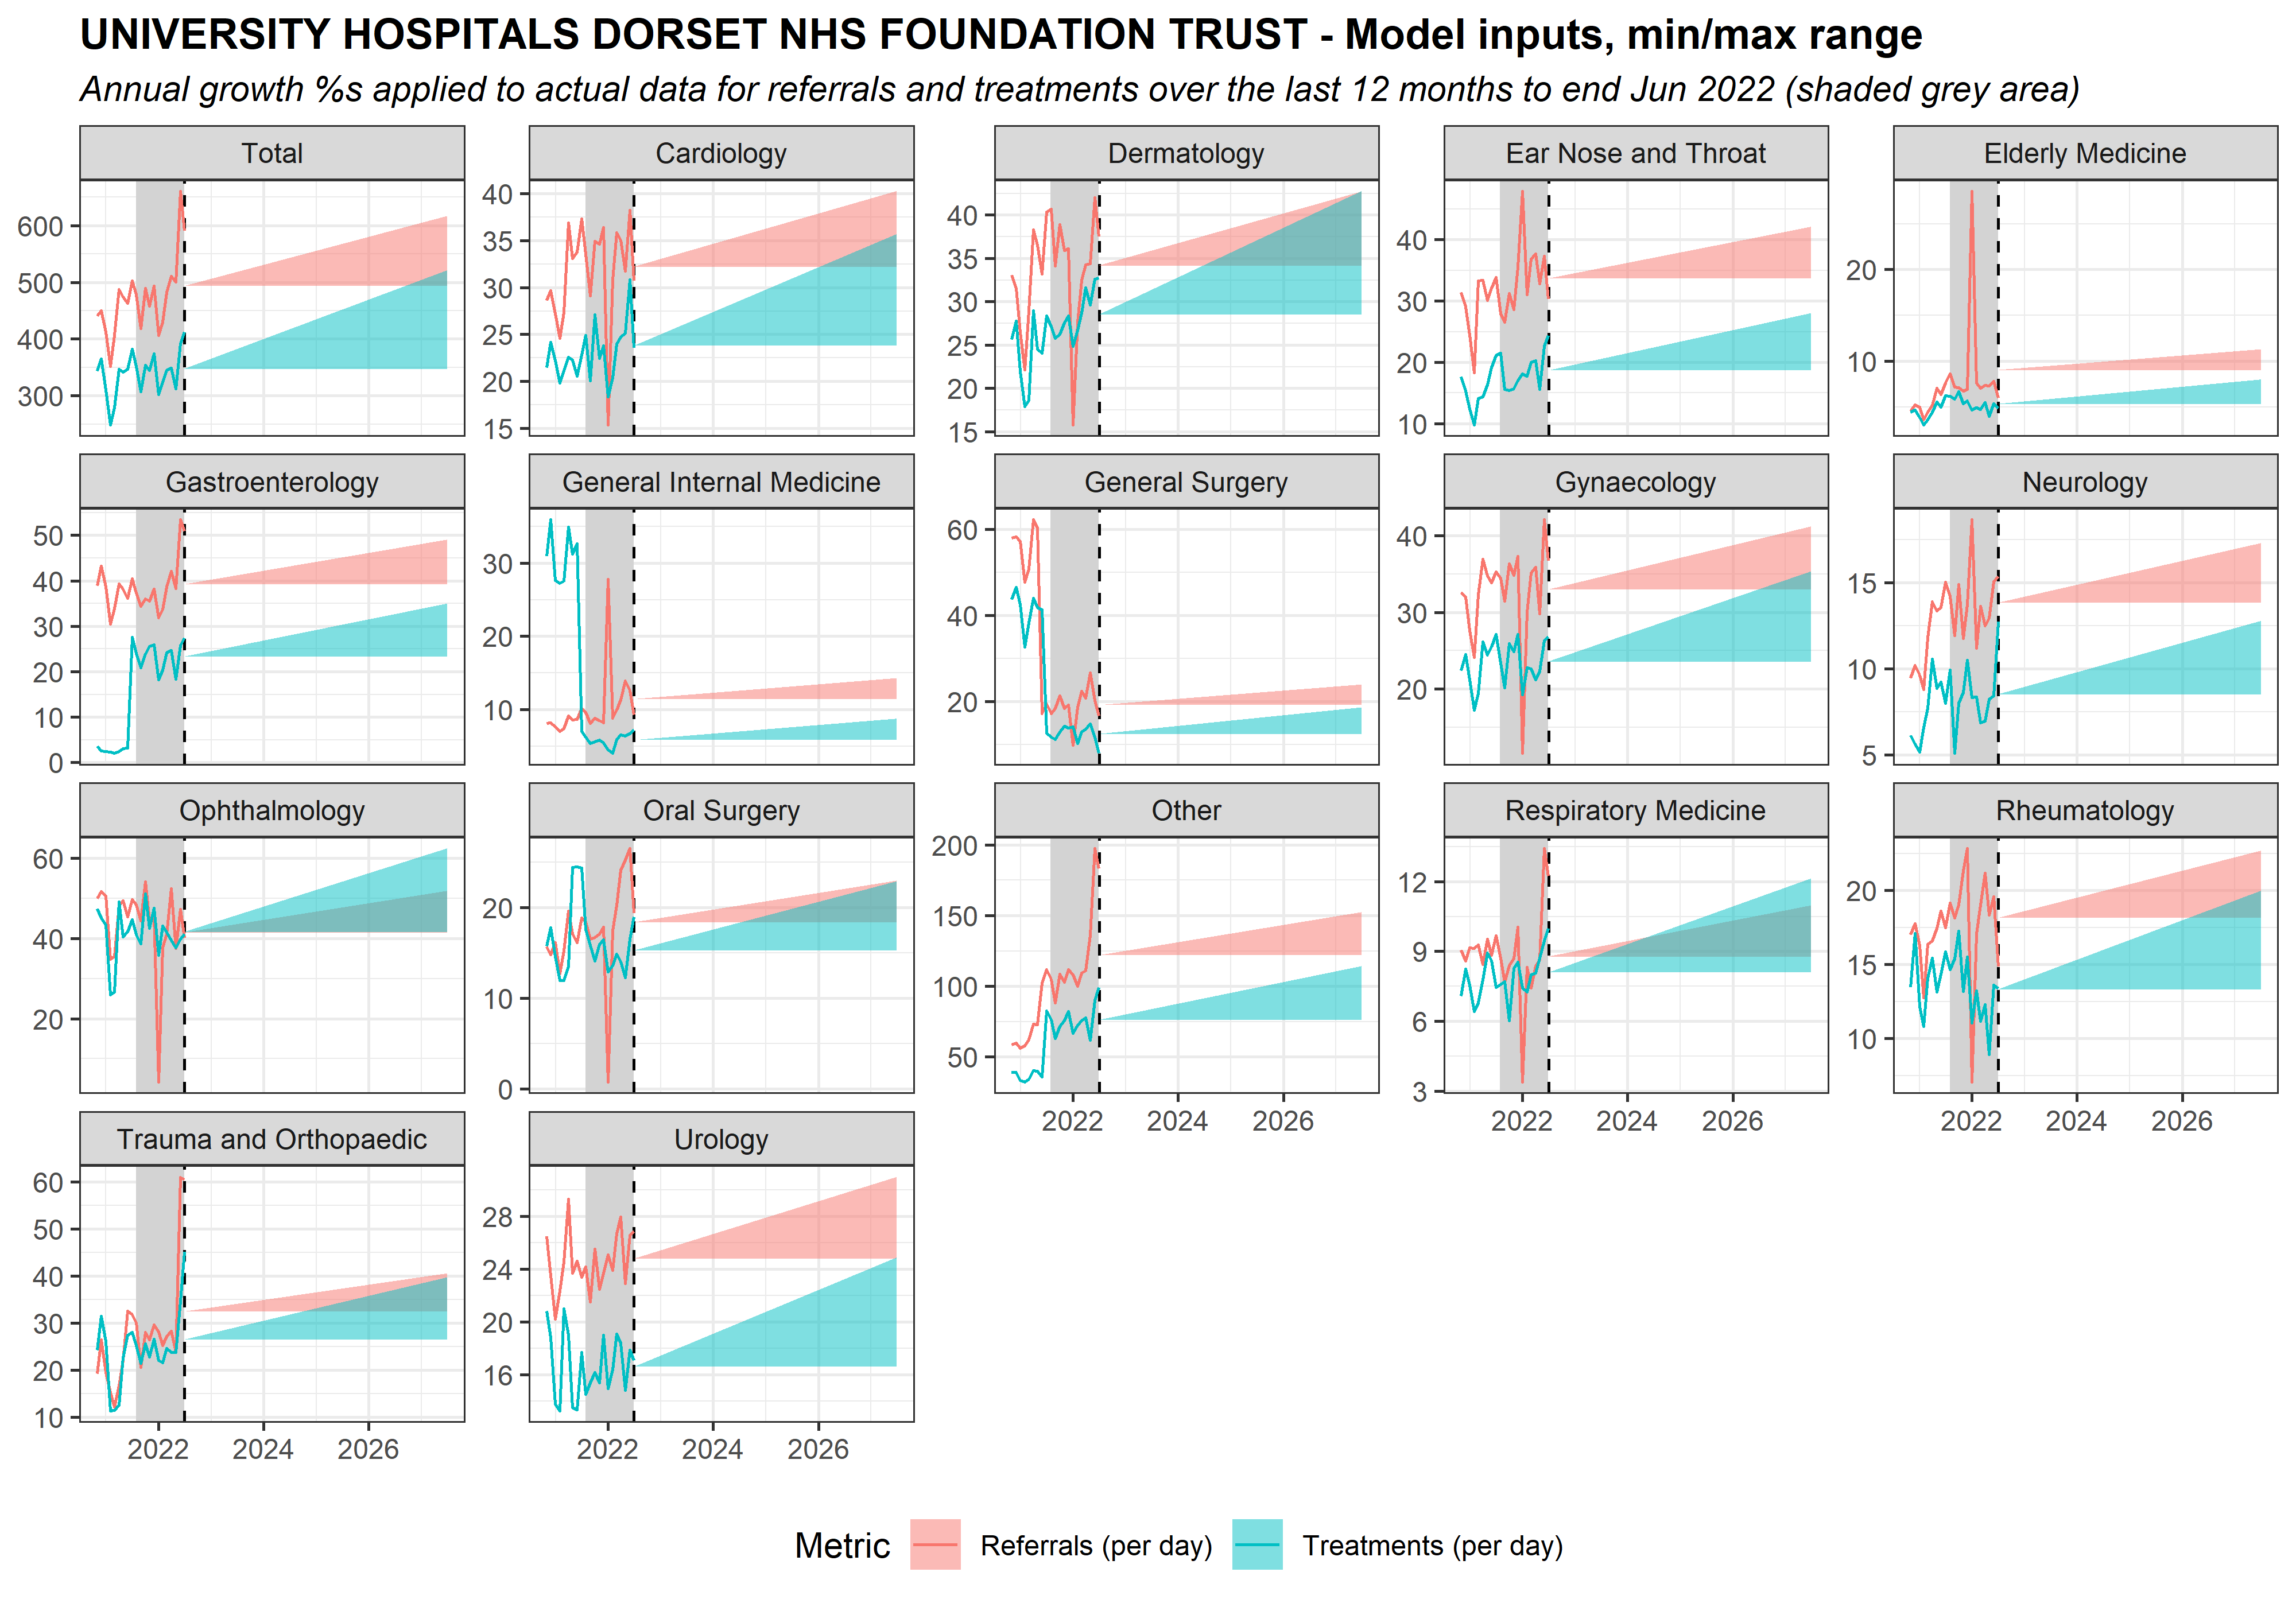 UNIVERSITY HOSPITALS DORSET NHS FOUNDATION TRUST - Model inputs, min/max range
Annual growth %s applied to actual data for referrals and treatments over the last 12 months to end Jun 2022 (shaded grey area)
Total
600
500
400
300
Cardiology
40
35
30
25
20
15
Dermatology
40
35
30
25
20
15
Ear Nose and Throat
40
30
20
10
Elderly Medicine
20
10
Gastroenterology
50
40
30
20
10
0
General Internal Medicine
30
20
10
General Surgery
60
40
20
Gynaecology
40
30
20
Neurology
15
10
5
Ophthalmology
60
40
20
Oral Surgery
20
10
0
Other
200
150
100
50
2022 2024 2026
Respiratory Medicine
12
9
6
3
2022 2024 2026
Rheumatology
20
15
10
2022 2024 2026
Trauma and Orthopaedic
60
50
40
30
20
10
2022 2024 2026
Urology
28
24
20
16
2022 2024 2026
Metric Referrals (per day) Treatments (per day)